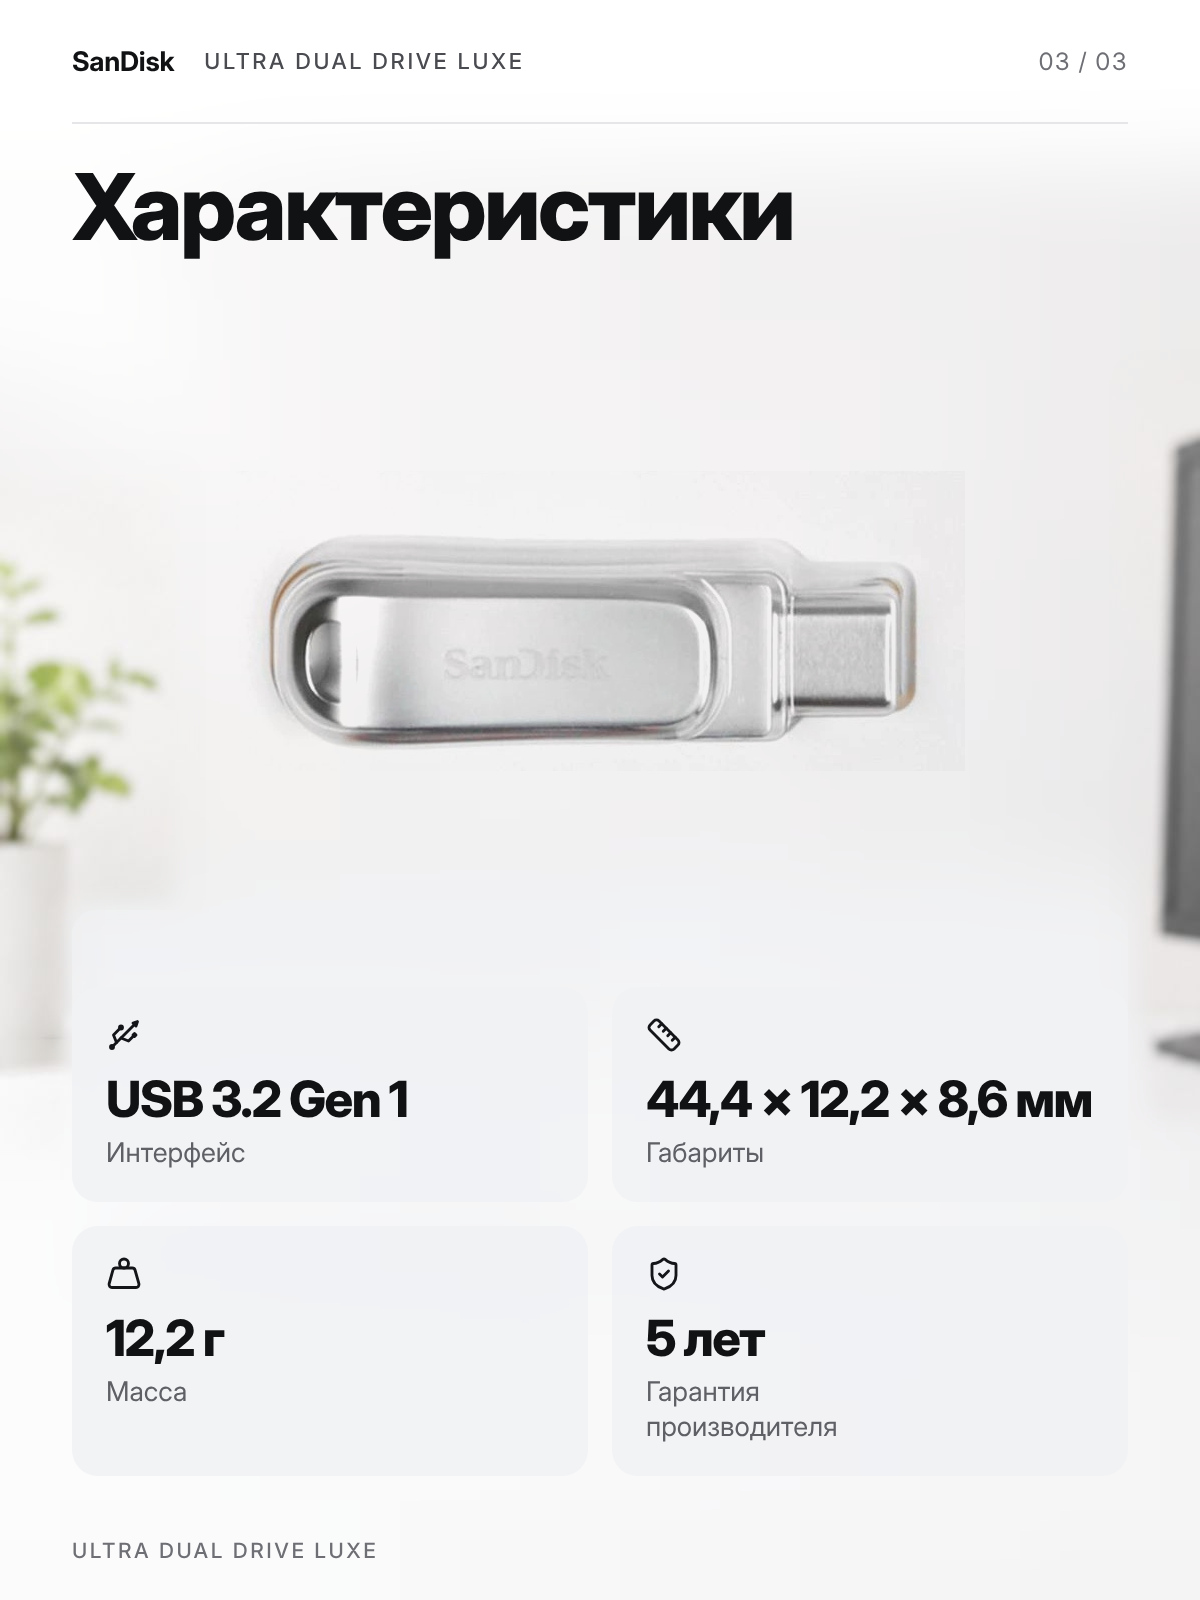 SanDisk ULTRA DUAL DRIVE LUXE 03 / 03
Характеристики
SanDisk
USB 3.2 Gen 1
Интерфейс
44,4 × 12,2 × 8,6 мм
Габариты
12,2 г
Масса
5 лет
Гарантия
производителя
ULTRA DUAL DRIVE LUXE